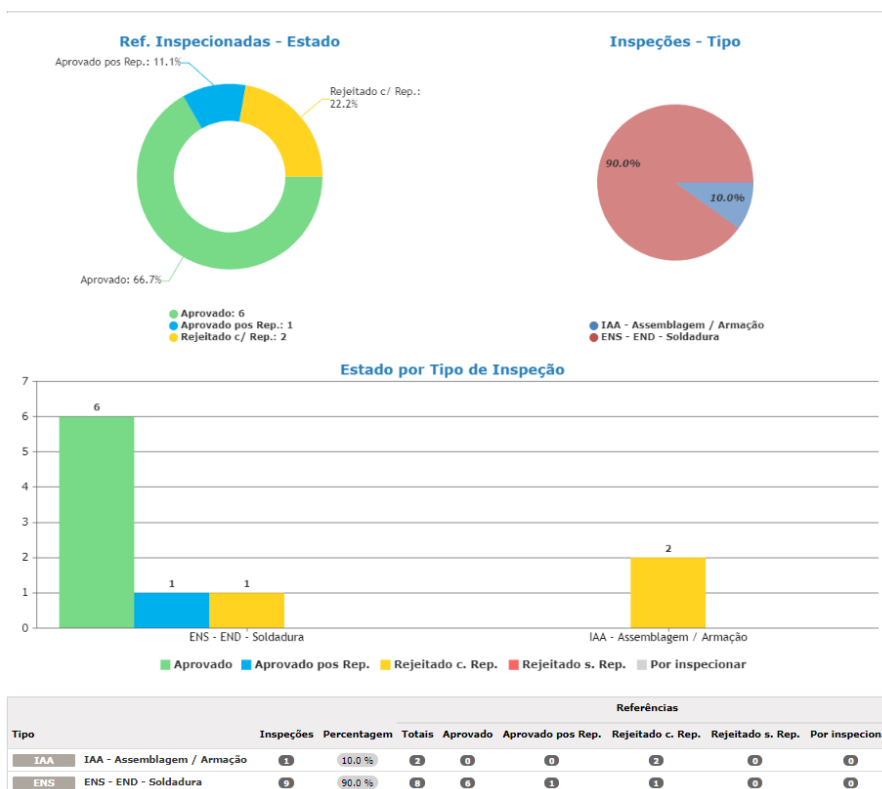 Ref. Inspecionadas - Estado
Aprovado pos Rep.: 11.1%
Rejeitado c/ Rep.:
22.2%
Aprovado: 66.7%
Aprovado: 6
Aprovado pos Rep.: 1
Rejeitado c/ Rep.: 2
Inspeções - Tipo
90.0%
10.0%
IAA - Assemblagem / Armação
ENS - END - Soldadura
Estado por Tipo de Inspeção
7
6
5
4
3
2
1
0
6
1
1
2
ENS - END - Soldadura
IAA - Assemblagem / Armação
Aprovado Aprovado pos Rep. Rejeitado c. Rep. Rejeitado s. Rep. Por inspecionar
Referências
Tipo Inspeções Percentagem Totais Aprovado Aprovado pos Rep. Rejeitado c. Rep. Rejeitado s. Rep. Por inspecion
IAA IAA - Assemblagem / Armação 1 10.0 % 2 0 0 2 0 0
ENS ENS - END - Soldadura 9 90.0 % 8 6 1 1 0 0